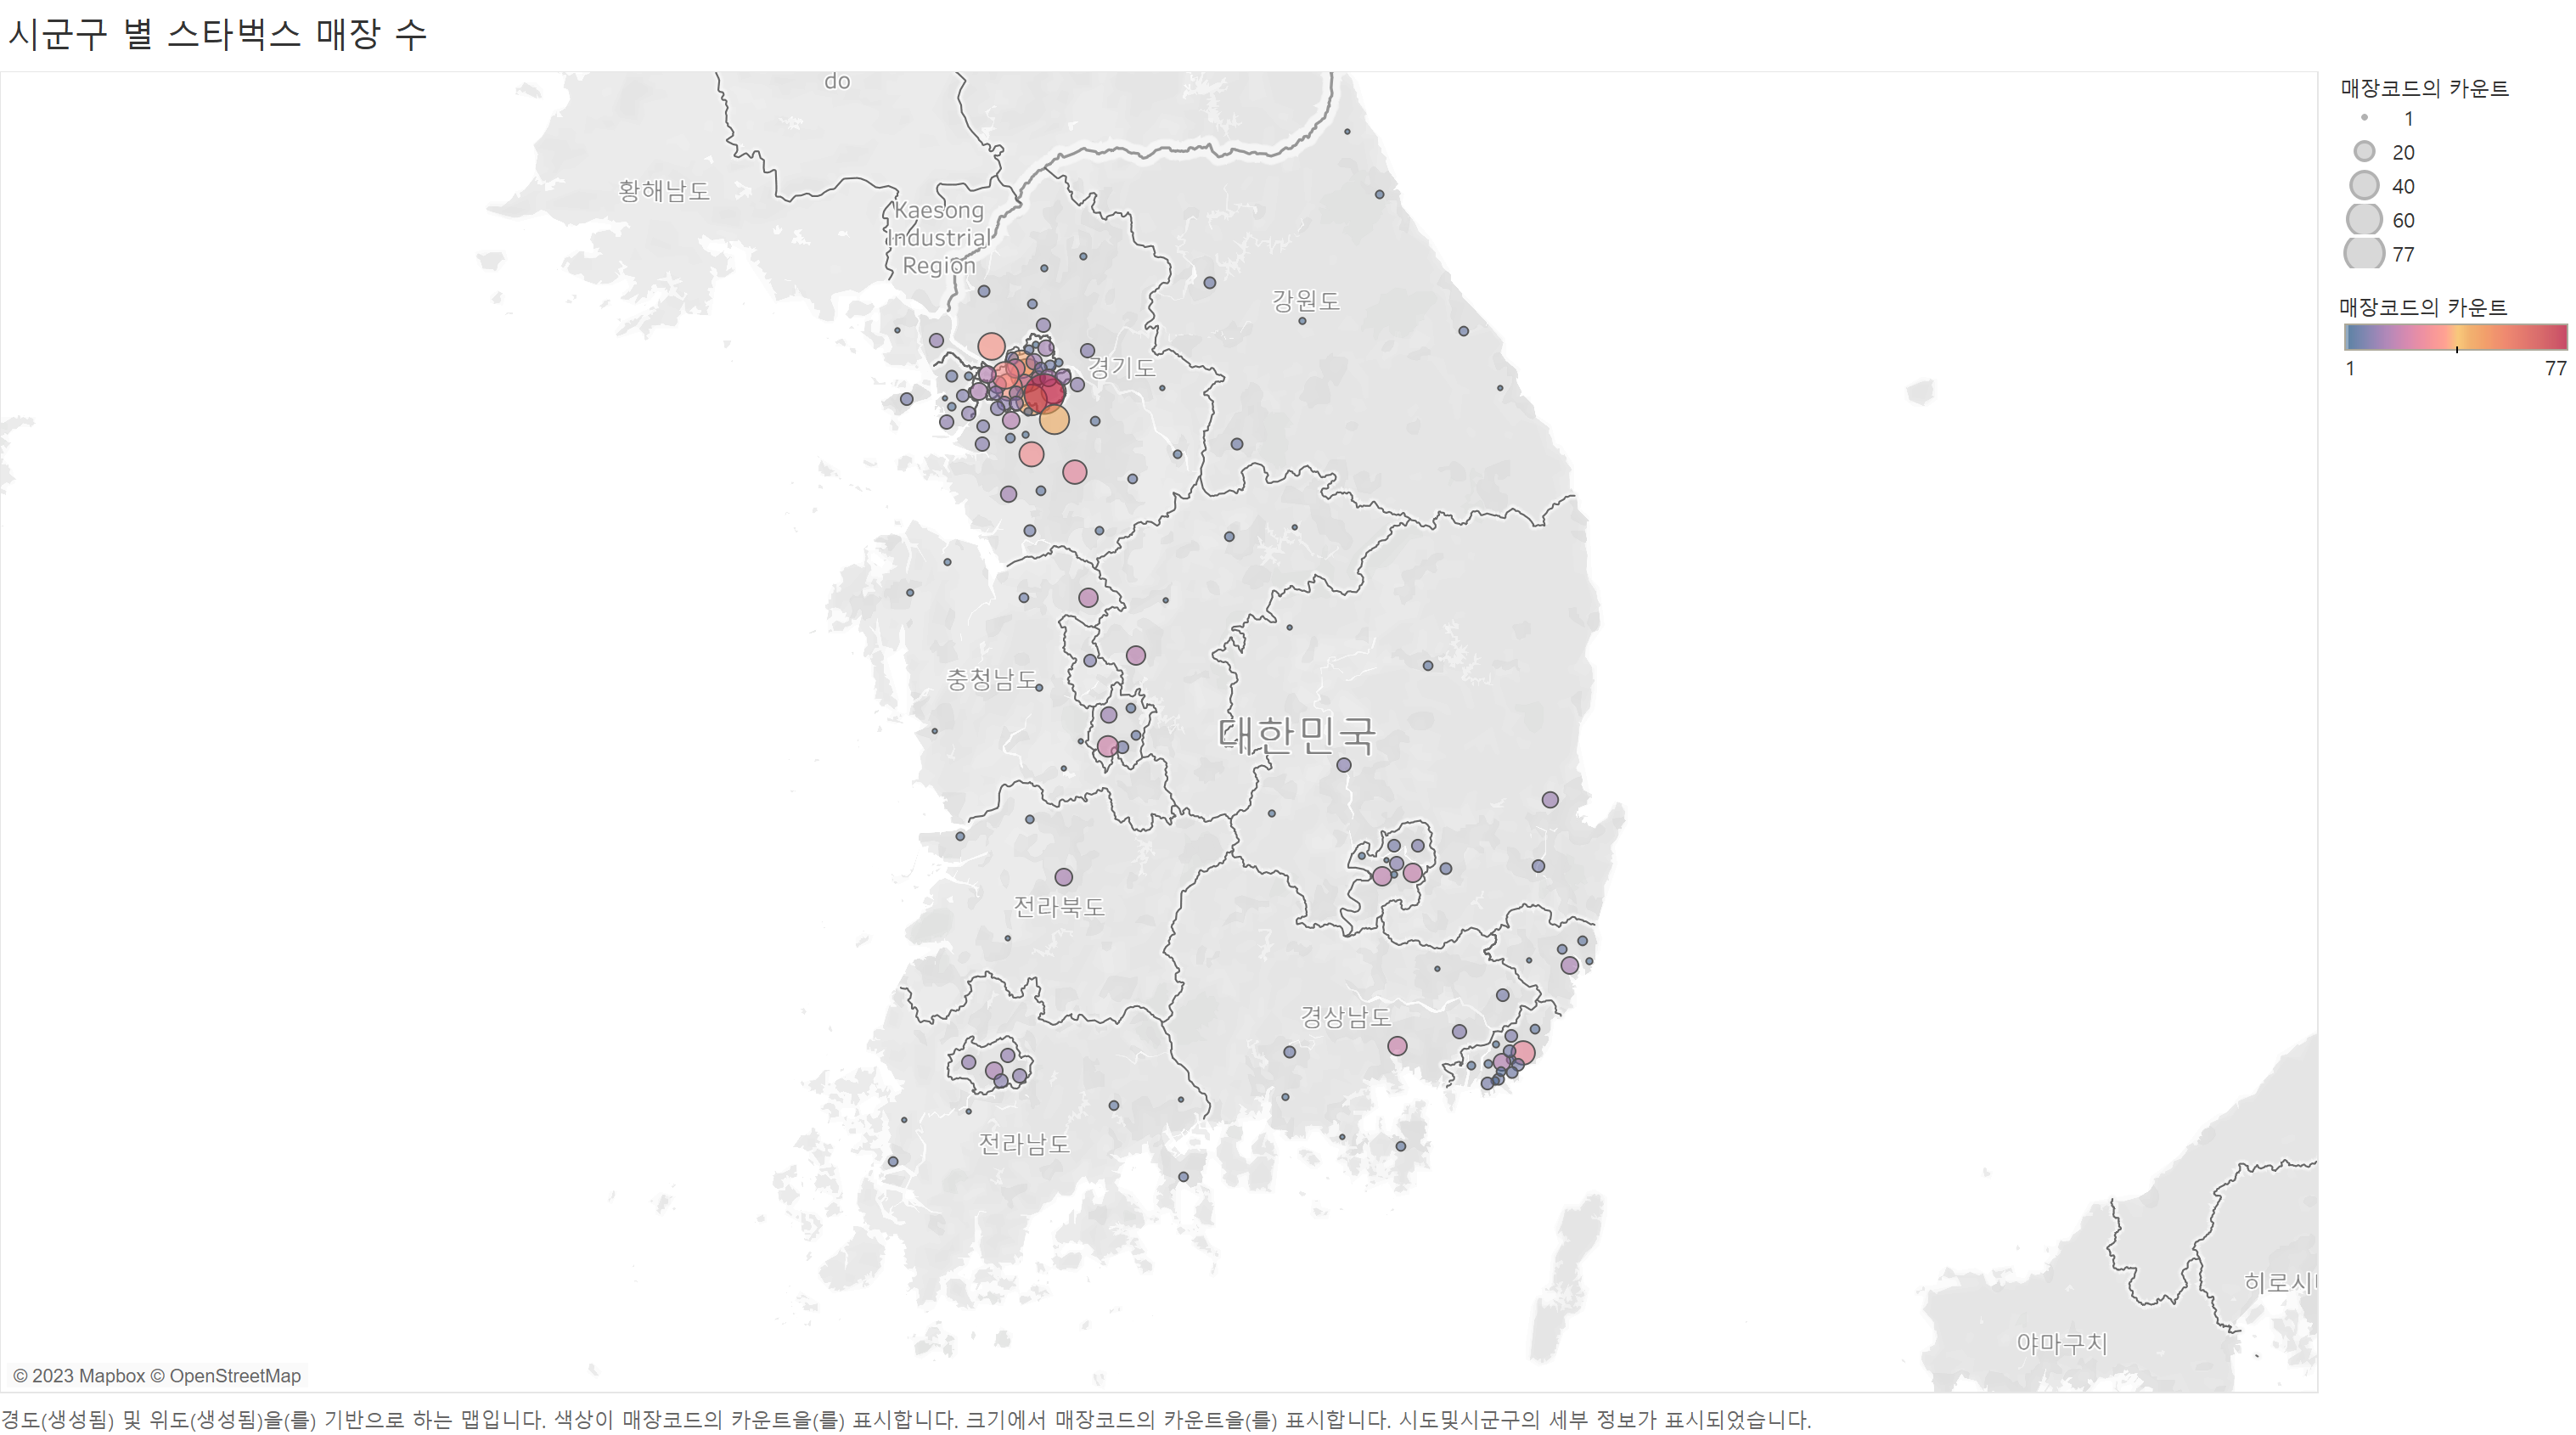 시군구 별 스타벅스 매장 수
do
황해남도
Kaesong
Industrial
Region
강원도
경기도
충청남도
대한민국
전라북도
경상남도
전라남도
히로시
야마구치
© 2023 Mapbox © OpenStreetMap
매장코드의 카운트
1
20
40
60
77
매장코드의 카운트
1 77
경도(생성됨) 및 위도(생성됨)을(를) 기반으로 하는 맵입니다. 색상이 매장코드의 카운트을(를) 표시합니다. 크기에서 매장코드의 카운트을(를) 표시합니다. 시도및시군구의 세부 정보가 표시되었습니다.